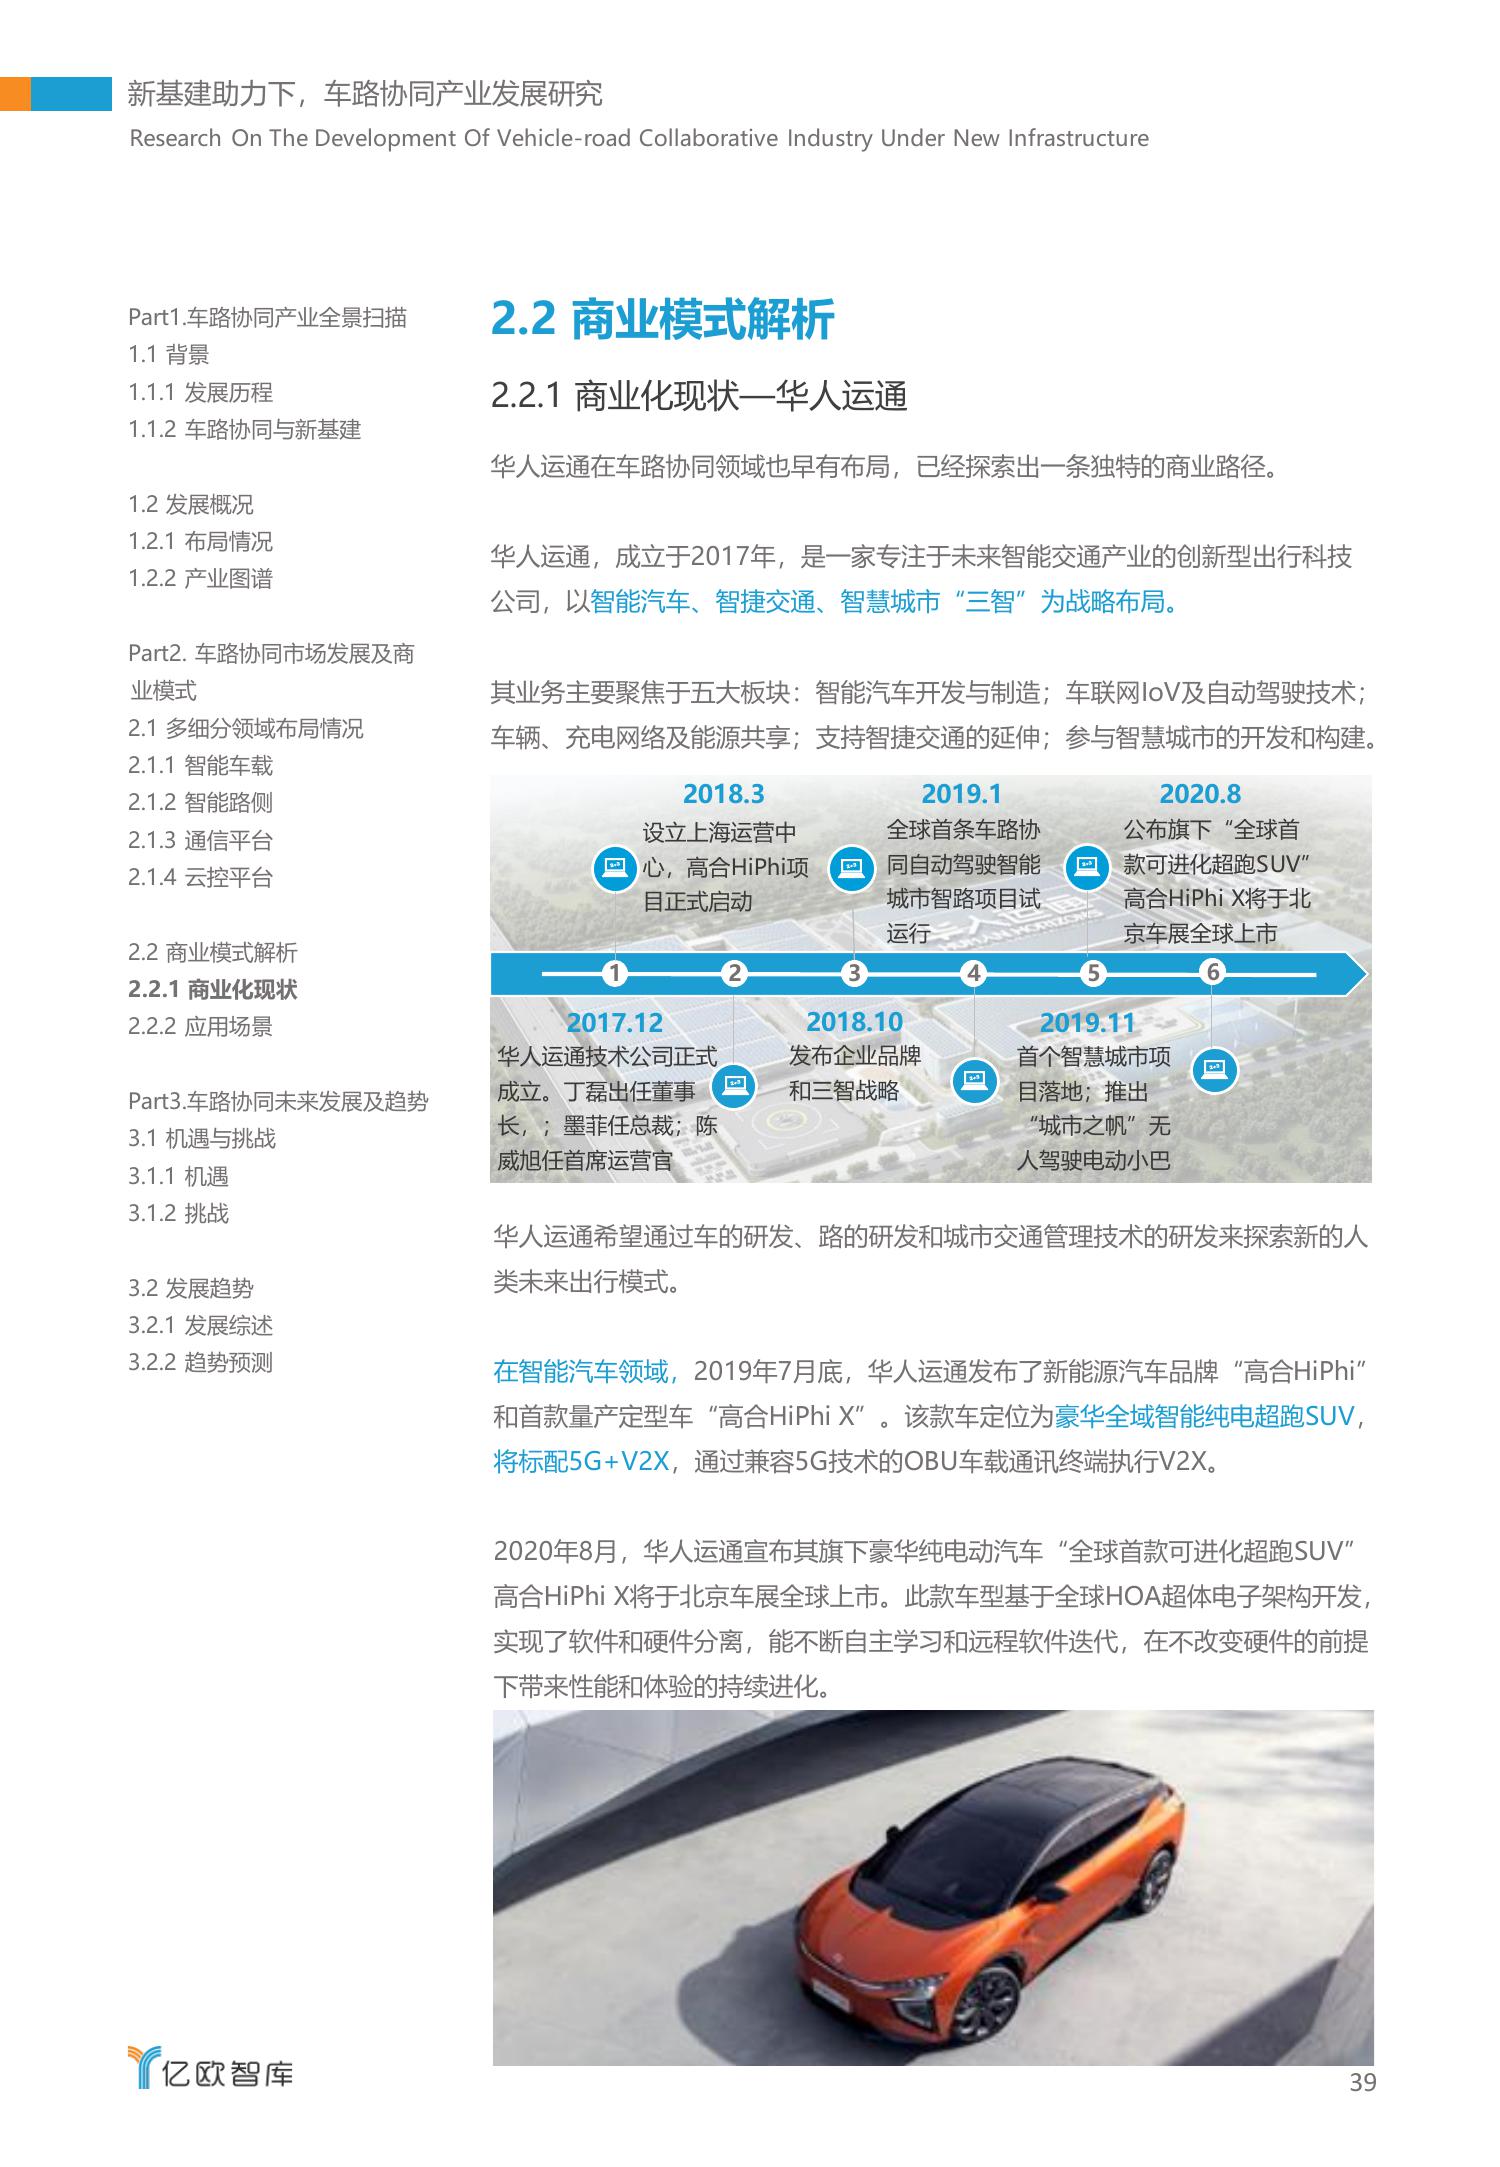 新基建助力下，车路协同产业发展研究
Research On The Development Of Vehicle-road Collaborative Industry Under New Infrastructure
Part1.车路协同产业全景扫描
1.1 背景
1.1.1 发展历程
1.1.2 车路协同与新基建
1.2 发展概况
1.2.1 布局情况
1.2.2 产业图谱
Part2. 车路协同市场发展及商
业模式
2.1 多细分领域布局情况
2.1.1 智能车载
2.1.2 智能路侧
2.1.3 通信平台
2.1.4 云控平台
2.2 商业模式解析
2.2.1 商业化现状
2.2.2 应用场景
Part3.车路协同未来发展及趋势
3.1 机遇与挑战
3.1.1 机遇
3.1.2 挑战
3.2 发展趋势
3.2.1 发展综述
3.2.2 趋势预测
2.2 商业模式解析
2.2.1 商业化现状—华人运通
华人运通在车路协同领域也早有布局，已经探索出一条独特的商业路径。
华人运通，成立于2017年，是一家专注于未来智能交通产业的创新型出行科技
公司，以智能汽车、智捷交通、智慧城市“三智”为战略布局。
其业务主要聚焦于五大板块：智能汽车开发与制造；车联网IoV及自动驾驶技术；
车辆、充电网络及能源共享；支持智捷交通的延伸；参与智慧城市的开发和构建。
2018.3
设立上海运营中
心，高合HiPhi项
目正式启动
2019.1
全球首条车路协
同自动驾驶智能
城市智路项目试
运行
2020.8
公布旗下“全球首
款可进化超跑SUV”
高合HiPhi X将于北
京车展全球上市
1 2 3 4 5 6
2017.12
华人运通技术公司正式
成立。丁磊出任董事
长，；墨菲任总裁；陈
威旭任首席运营官
2018.10
发布企业品牌
和三智战略
2019.11
首个智慧城市项
目落地；推出
“城市之帆”无
人驾驶电动小巴
华人运通希望通过车的研发、路的研发和城市交通管理技术的研发来探索新的人
类未来出行模式。
在智能汽车领域，2019年7月底，华人运通发布了新能源汽车品牌“高合HiPhi”
和首款量产定型车“高合HiPhi X”。该款车定位为豪华全域智能纯电超跑SUV，
将标配5G+V2X，通过兼容5G技术的OBU车载通讯终端执行V2X。
2020年8月，华人运通宣布其旗下豪华纯电动汽车“全球首款可进化超跑SUV”
高合HiPhi X将于北京车展全球上市。此款车型基于全球HOA超体电子架构开发，
实现了软件和硬件分离，能不断自主学习和远程软件迭代，在不改变硬件的前提
下带来性能和体验的持续进化。
亿欧智库
39